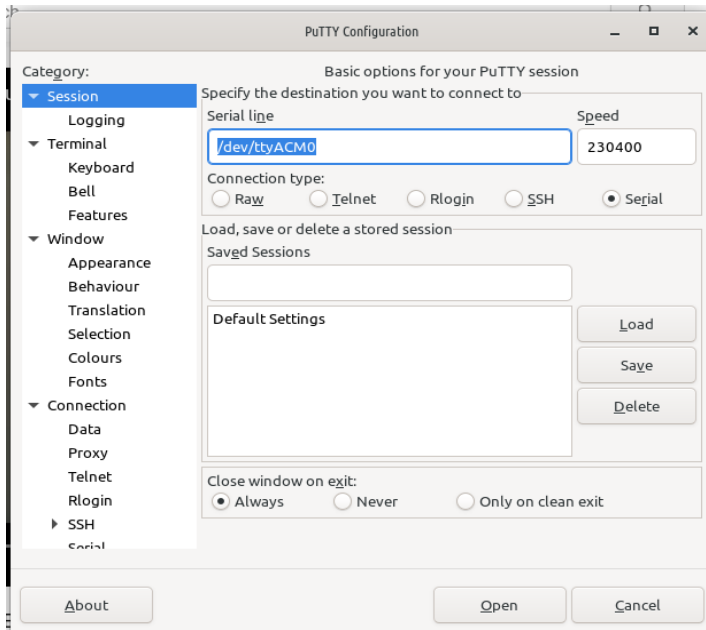 PuTTY Configuration
Category:
Session
Logging
Terminal
Keyboard
Bell
Features
Window
Appearance
Behaviour
Translation
Selection
Colours
Fonts
Connection
Data
Proxy
Telnet
Rlogin
SSH
Serial
Basic options for your PuTTY session
Specify the destination you want to connect to
Serial line Speed
/dev/ttyACM0 230400
Connection type:
Raw Telnet Rlogin SSH Serial
Load, save or delete a stored session
Saved Sessions
Default Settings
Load
Save
Delete
Close window on exit:
Always Never Only on clean exit
About Open Cancel